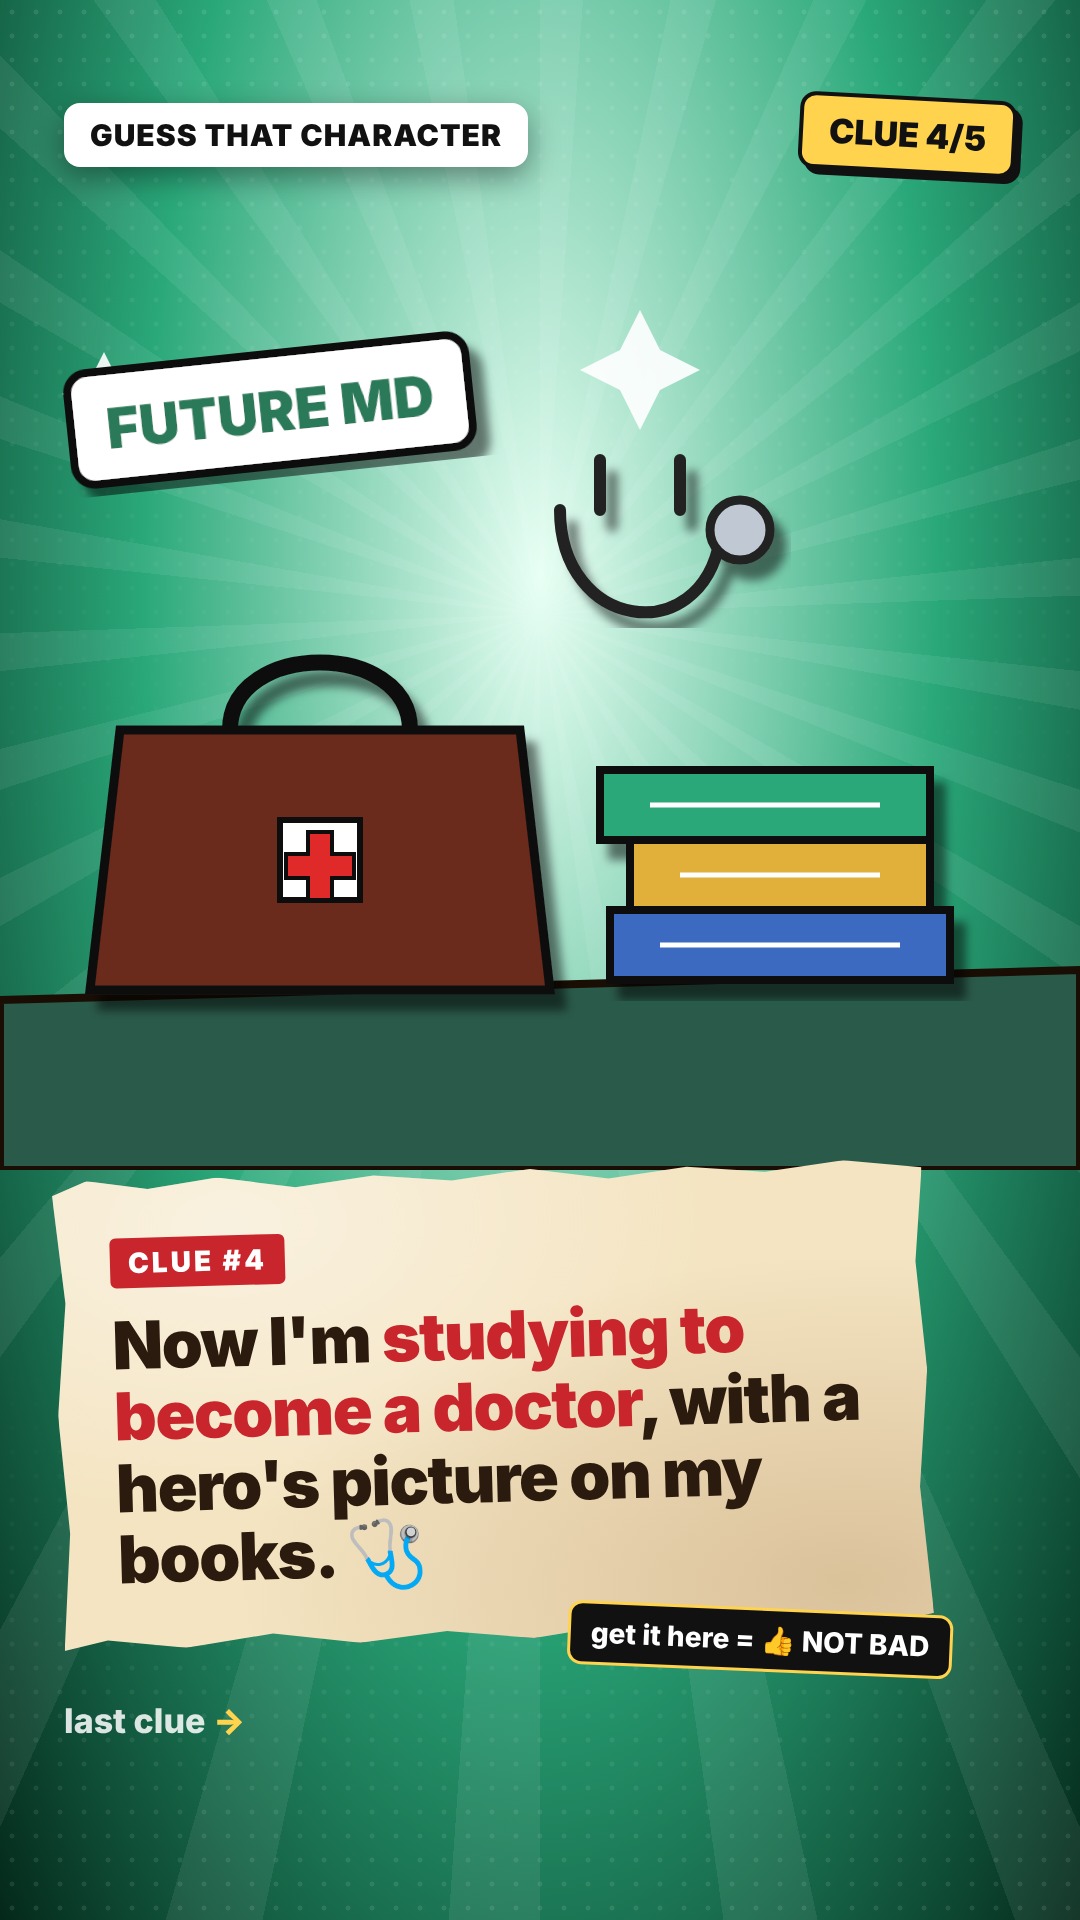 GUESS THAT CHARACTER
CLUE 4/5
FUTURE MD
CLUE #4
Now I'm studying to
become a doctor, with a
hero's picture on my
books. 🩺
get it here = 👍 NOT BAD
last clue →